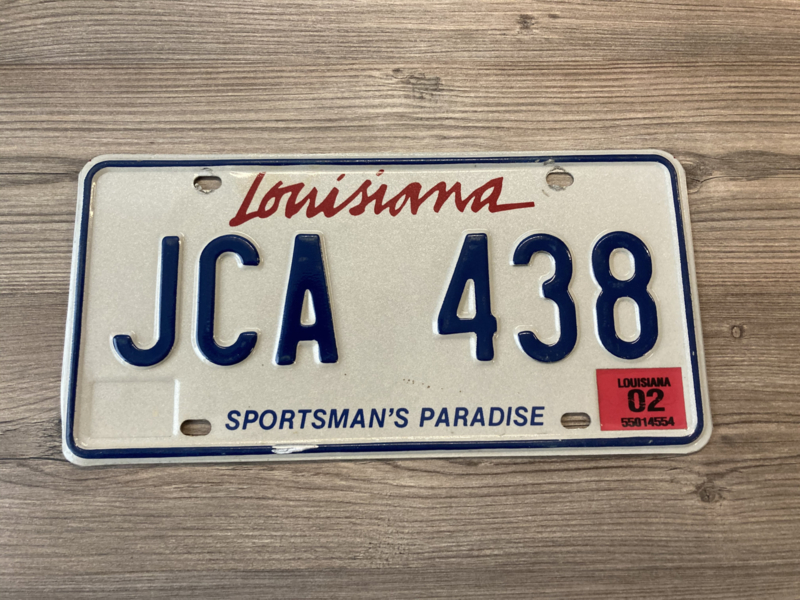 Louisiana
JCA 438
SPORTSMAN'S PARADISE
LOUISIANA
02
55014554